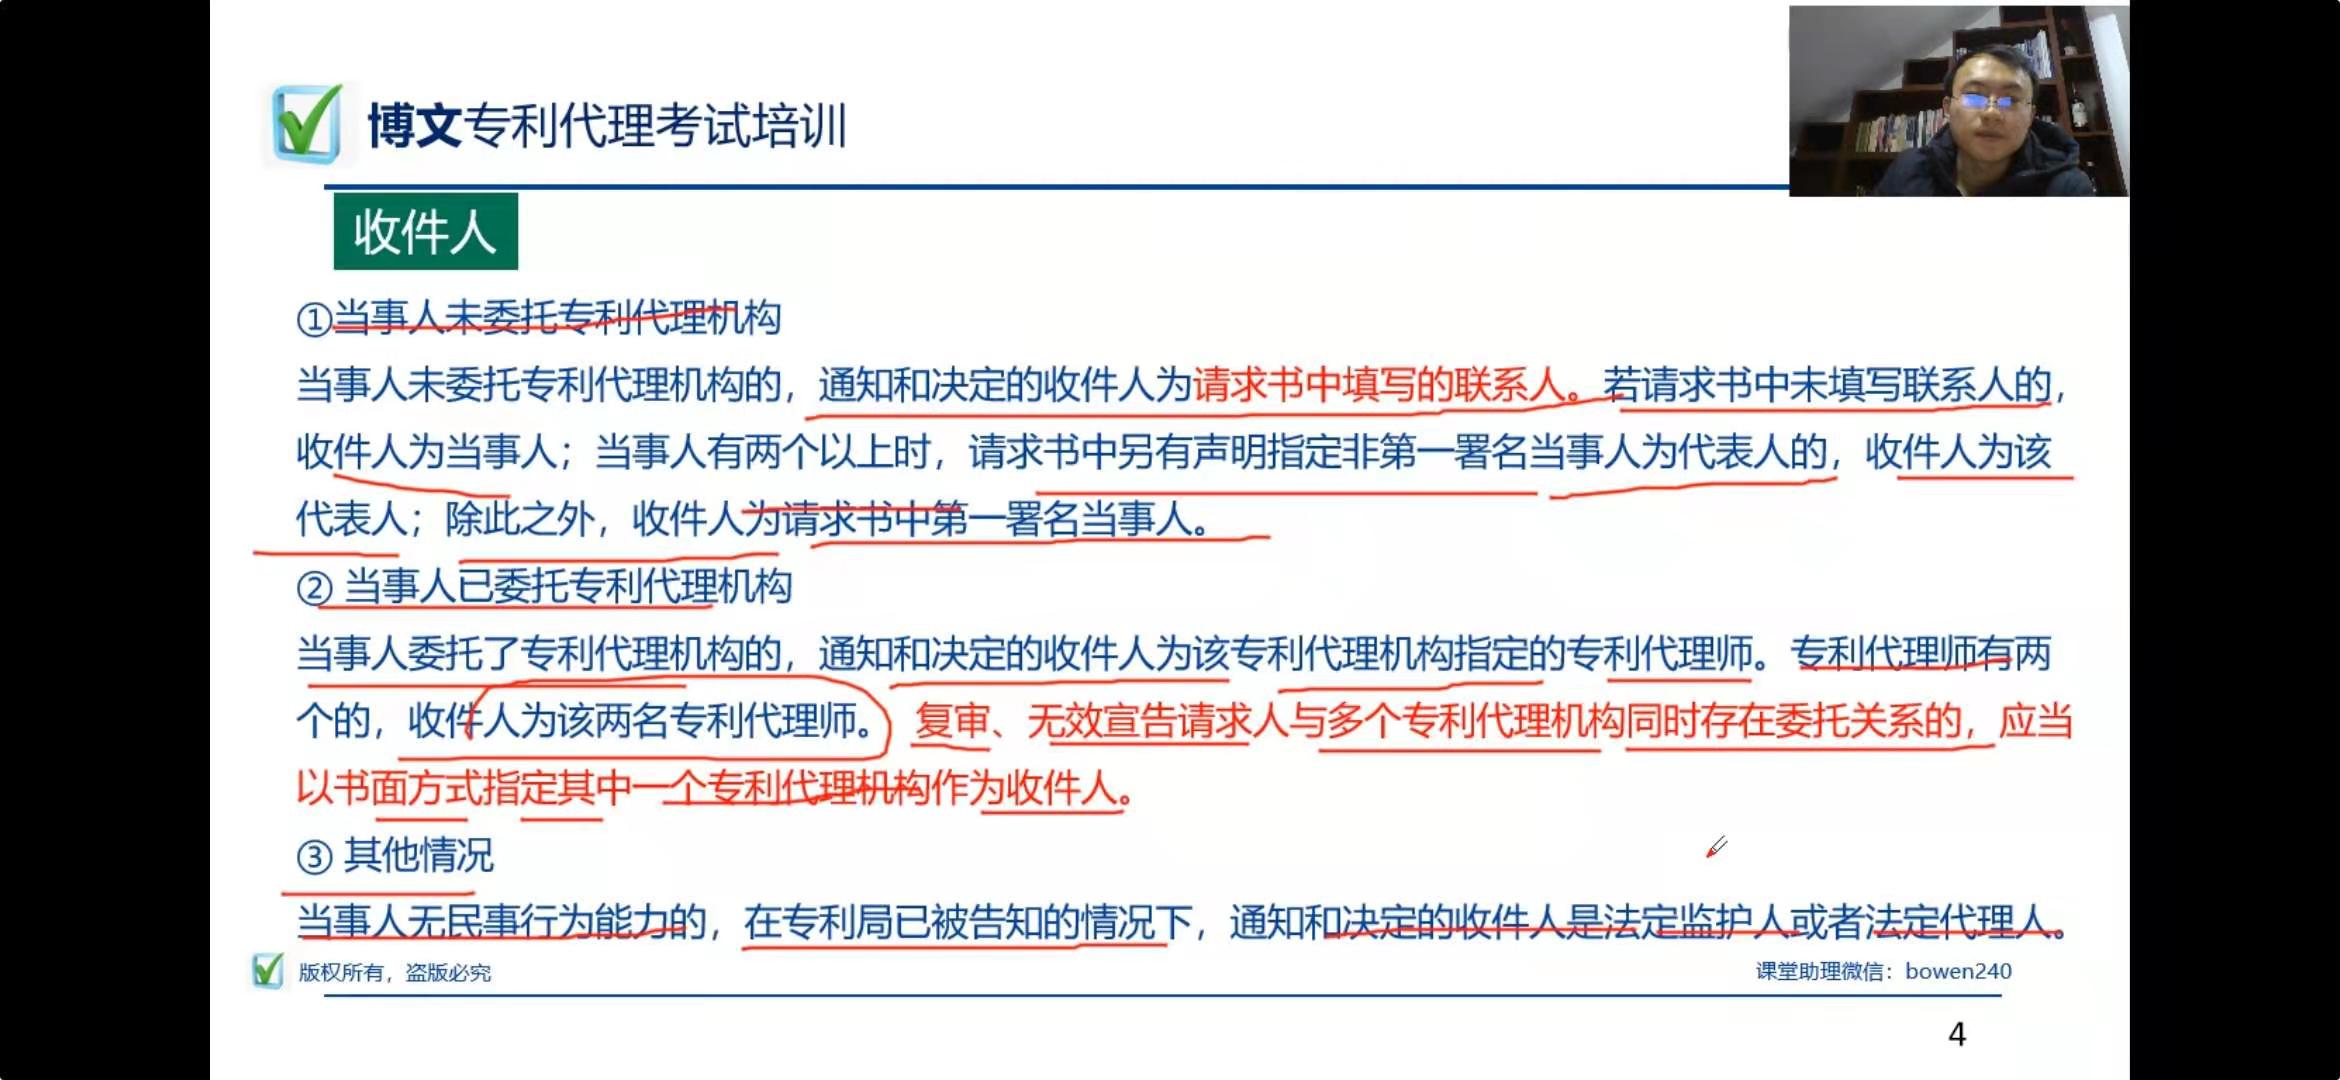 博文专利代理考试培训
收件人
①当事人未委托专利代理机构
当事人未委托专利代理机构的，通知和决定的收件人为请求书中填写的联系人。若请求书中未填写联系人的，
收件人为当事人；当事人有两个以上时，请求书中另有声明指定非第一署名当事人为代表人的，收件人为该
代表人；除此之外，收件人为请求书中第一署名当事人。
② 当事人已委托专利代理机构
当事人委托了专利代理机构的，通知和决定的收件人为该专利代理机构指定的专利代理师。专利代理师有两
个的，收件人为该两名专利代理师。 复审、无效宣告请求人与多个专利代理机构同时存在委托关系的，应当
以书面方式指定其中一个专利代理机构作为收件人。
③ 其他情况
当事人无民事行为能力的，在专利局已被告知的情况下，通知和决定的收件人是法定监护人或者法定代理人。
版权所有，盗版必究
课堂助理微信：bowen240
4